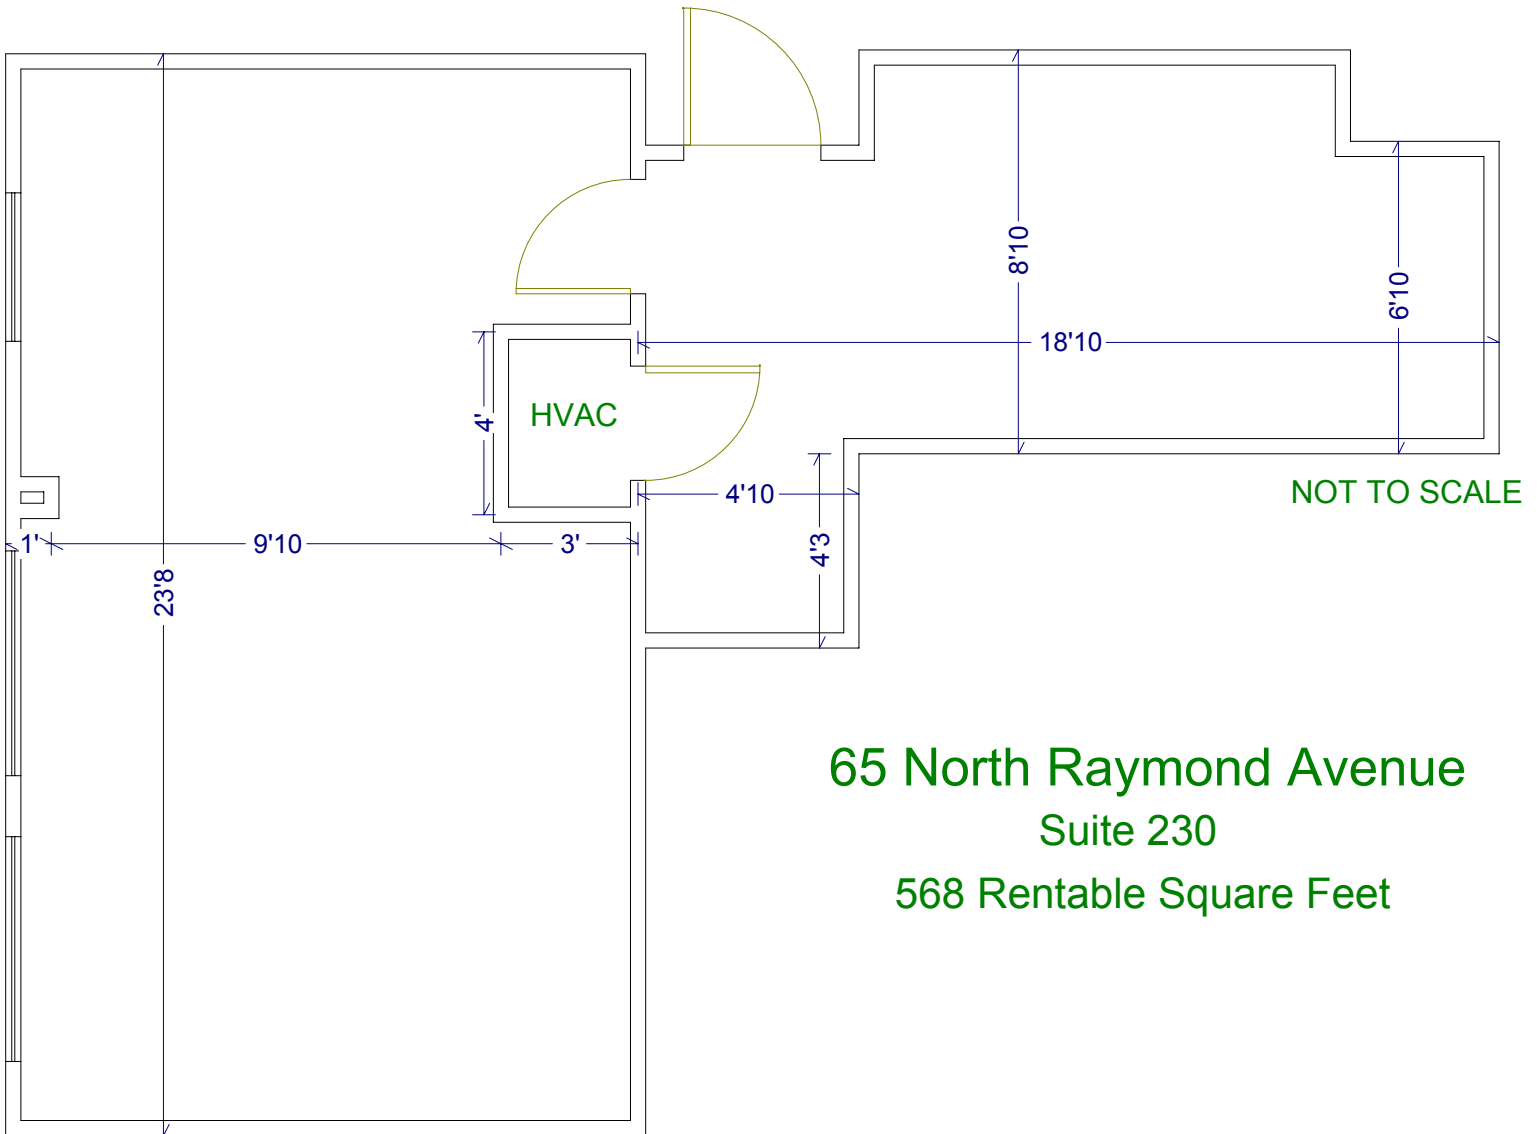 8'10
6'10
18'10
HVAC
4'
4'10
NOT TO SCALE
1'
9'10
3'
4'3
23'8
65 North Raymond Avenue
Suite 230
568 Rentable Square Feet